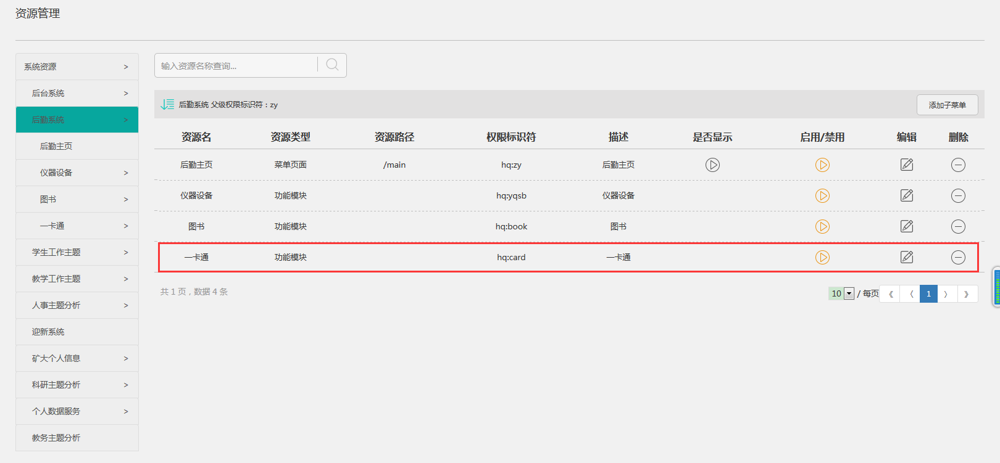 资源管理
系统资源 >
后台系统 >
后勤系统 >
后勤主页
仪器设备 >
图书 >
一卡通 >
学生工作主题 >
教学工作主题 >
人事主题分析 >
迎新系统
矿大个人信息 >
科研主题分析 >
个人数据服务 >
教务主题分析
输入资源名称查询...
后勤系统 父级权限标识符：zy 添加子菜单
资源名 资源类型 资源路径 权限标识符 描述 是否显示 启用/禁用 编辑 删除
后勤主页 菜单页面 /main hq:zy 后勤主页
仪器设备 功能模块 hq:yqsb 仪器设备
图书 功能模块 hq:book 图书
一卡通 功能模块 hq:card 一卡通
共 1 页，数据 4 条 10 / 每页 《 〈 1 〉 》